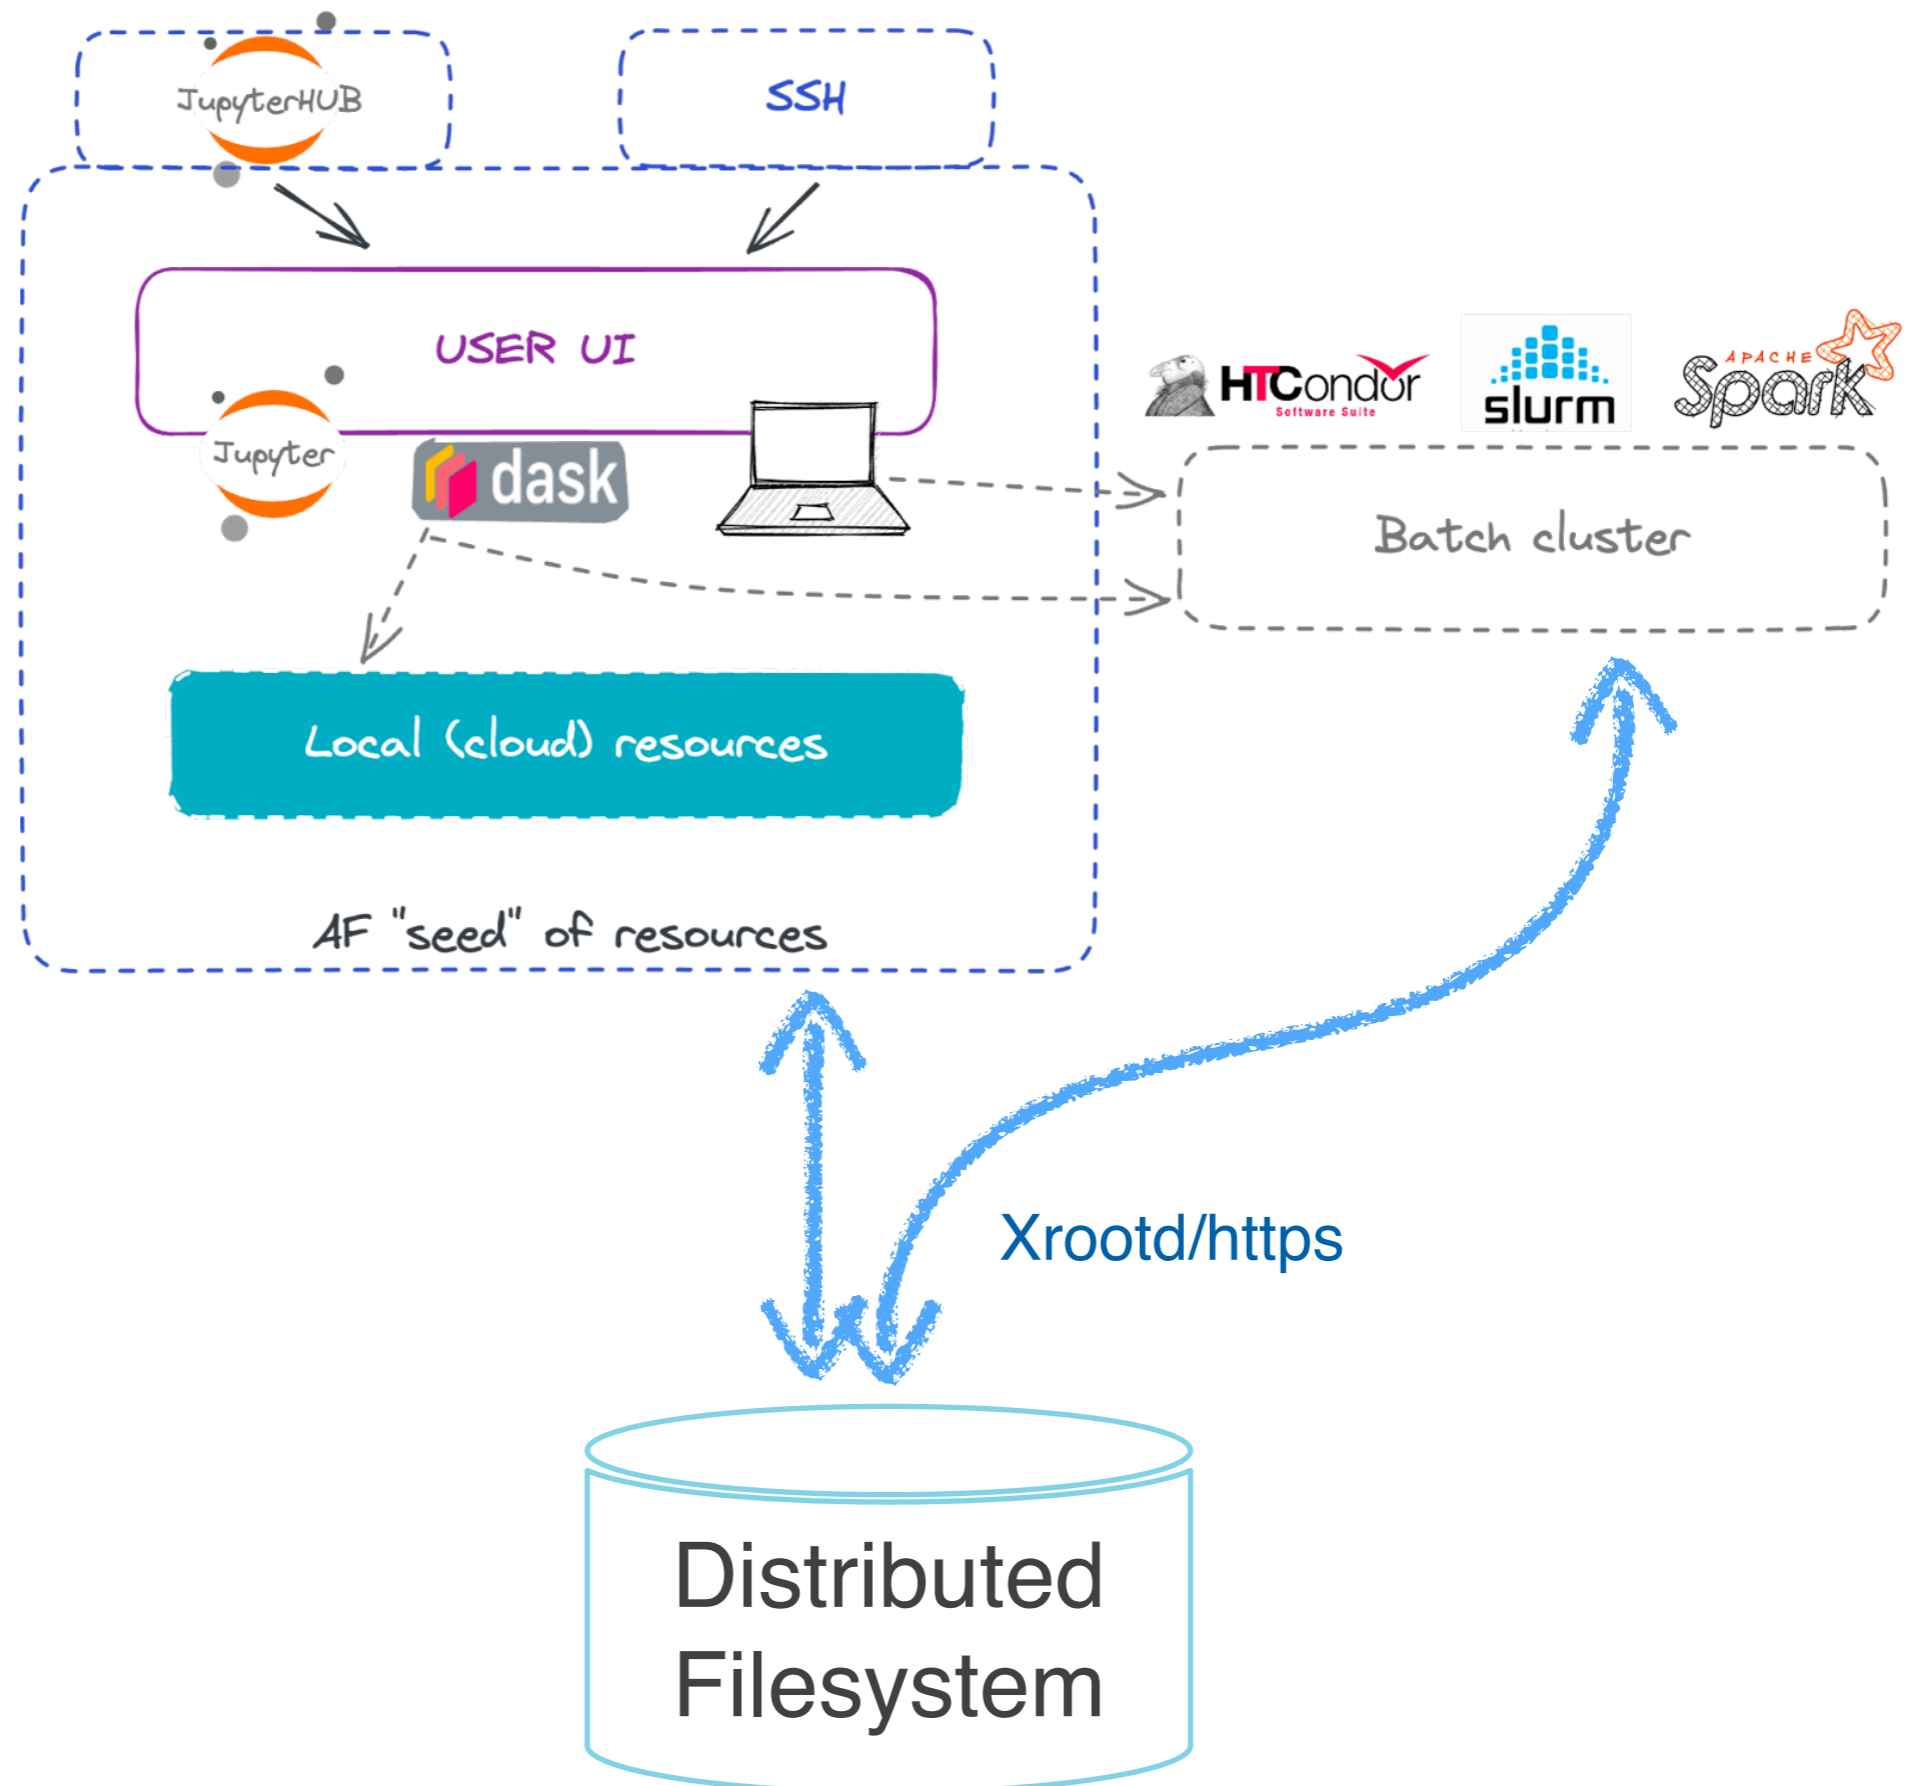 JupyterHUB
SSH
USER UI
Jupyter
dask
HTCondor
Software Suite
slurm
APACHE
Spark
Batch cluster
Local (cloud) resources
AF "seed" of resources
Xrootd/https
Distributed
Filesystem